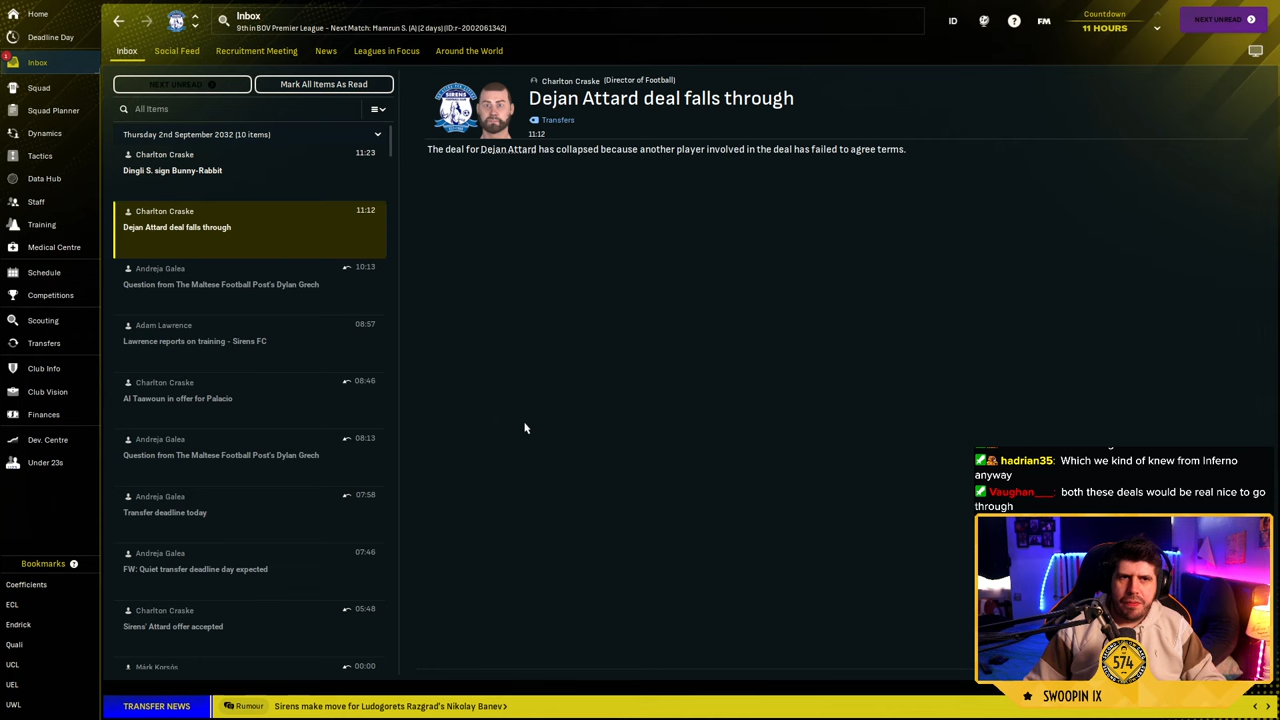 Home
Deadline Day
1
Inbox
Squad
Squad Planner
Dynamics
Tactics
Data Hub
Staff
Training
Medical Centre
Schedule
Competitions
Scouting
Transfers
Club Info
Club Vision
Finances
Dev. Centre
Under 23s
Bookmarks ?
Coefficients
ECL
Endrick
Quali
UCL
UEL
UWL
Inbox
9th in BOV Premier League - Next Match: Hamrun S. (A) (2 days) (ID:r-2002061342)
ID
?
FM
Countdown
11 HOURS
NEXT UNREAD
Inbox
Social Feed
Recruitment Meeting
News
Leagues in Focus
Around the World
NEXT UNREAD
Mark All Items As Read
All Items
Thursday 2nd September 2032 (10 items)
Charlton Craske 11:23
Dingli S. sign Bunny-Rabbit
Charlton Craske 11:12
Dejan Attard deal falls through
Andreja Galea 10:13
Question from The Maltese Football Post's Dylan Grech
Adam Lawrence 08:57
Lawrence reports on training - Sirens FC
Charlton Craske 08:46
Al Taawoun in offer for Palacio
Andreja Galea 08:13
Question from The Maltese Football Post's Dylan Grech
Andreja Galea 07:58
Transfer deadline today
Andreja Galea 07:46
FW: Quiet transfer deadline day expected
Charlton Craske 05:48
Sirens' Attard offer accepted
Márk Korsós 00:00
SIRENS
Charlton Craske (Director of Football)
Dejan Attard deal falls through
Transfers
11:12
The deal for Dejan Attard has collapsed because another player involved in the deal has failed to agree terms.
hadrian35: Which we kind of knew from Inferno
anyway
Vaughan___: both these deals would be real nice to go
through
574
SWOOPIN IX
TRANSFER NEWS
Rumour
Sirens make move for Ludogorets Razgrad's Nikolay Banev